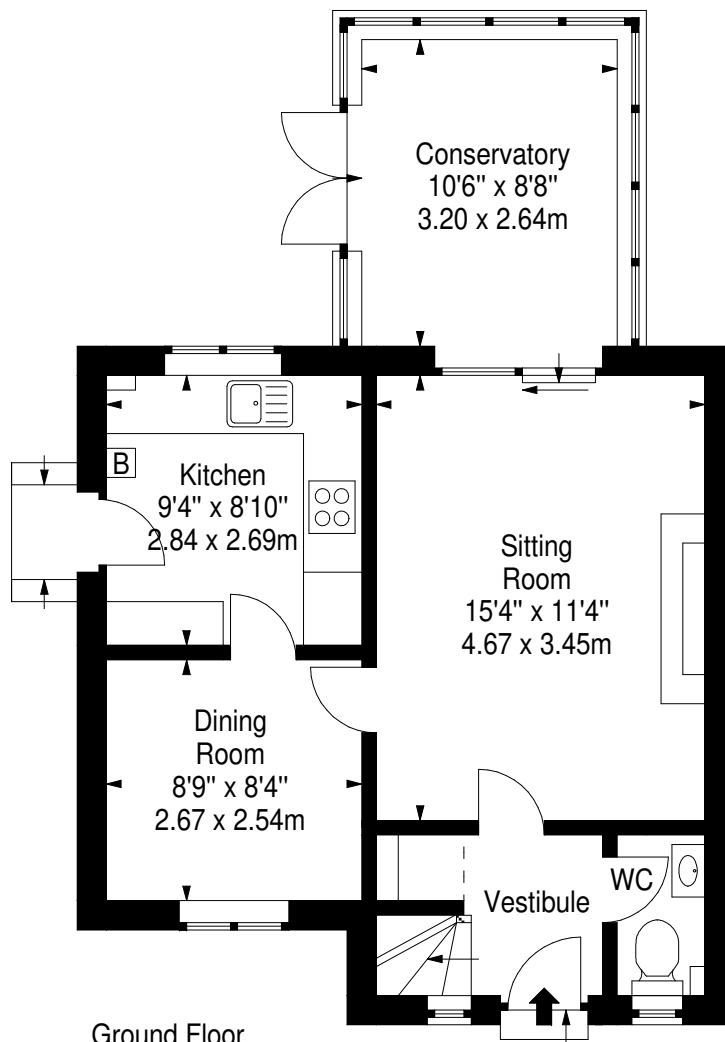 Conservatory
10'6" x 8'8"
3.20 x 2.64m
B
Kitchen
9'4" x 8'10"
2.84 x 2.69m
Sitting
Room
15'4" x 11'4"
4.67 x 3.45m
Dining
Room
8'9" x 8'4"
2.67 x 2.54m
Vestibule
WC
Ground Floor